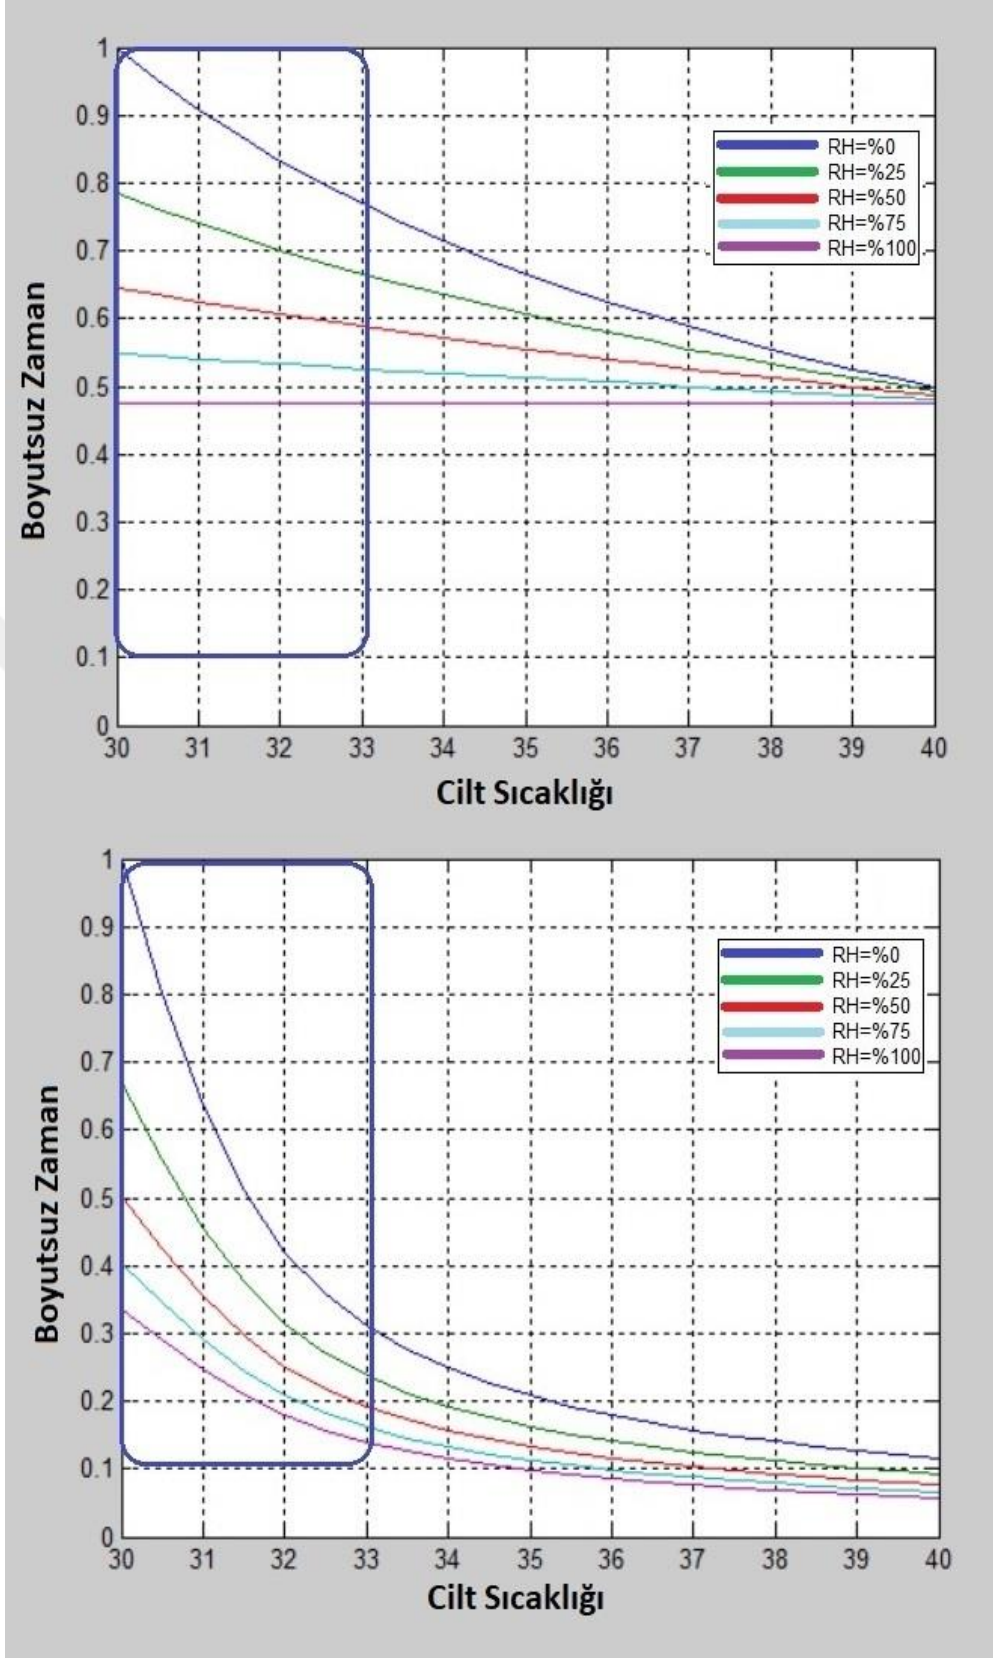 1
0.9
0.8
0.7
0.6
0.5
0.4
0.3
0.2
0.1
0
Boyutsuz Zaman
RH=%0
RH=%25
RH=%50
RH=%75
RH=%100
30 31 32 33 34 35 36 37 38 39 40
Cilt Sıcaklığı
1
0.9
0.8
0.7
0.6
0.5
0.4
0.3
0.2
0.1
0
Boyutsuz Zaman
RH=%0
RH=%25
RH=%50
RH=%75
RH=%100
30 31 32 33 34 35 36 37 38 39 40
Cilt Sıcaklığı